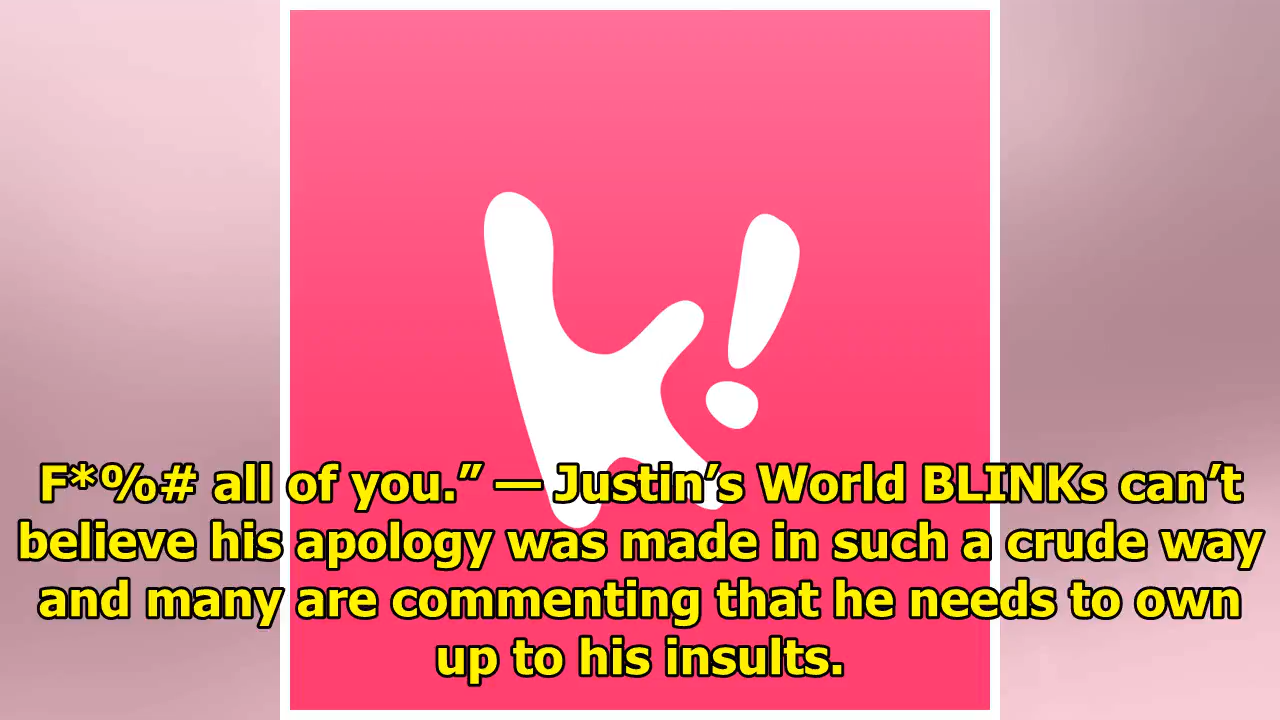 k!
F*%# all of you.” — Justin’s World BLINKs can’t
believe his apology was made in such a crude way
and many are commenting that he needs to own
up to his insults.